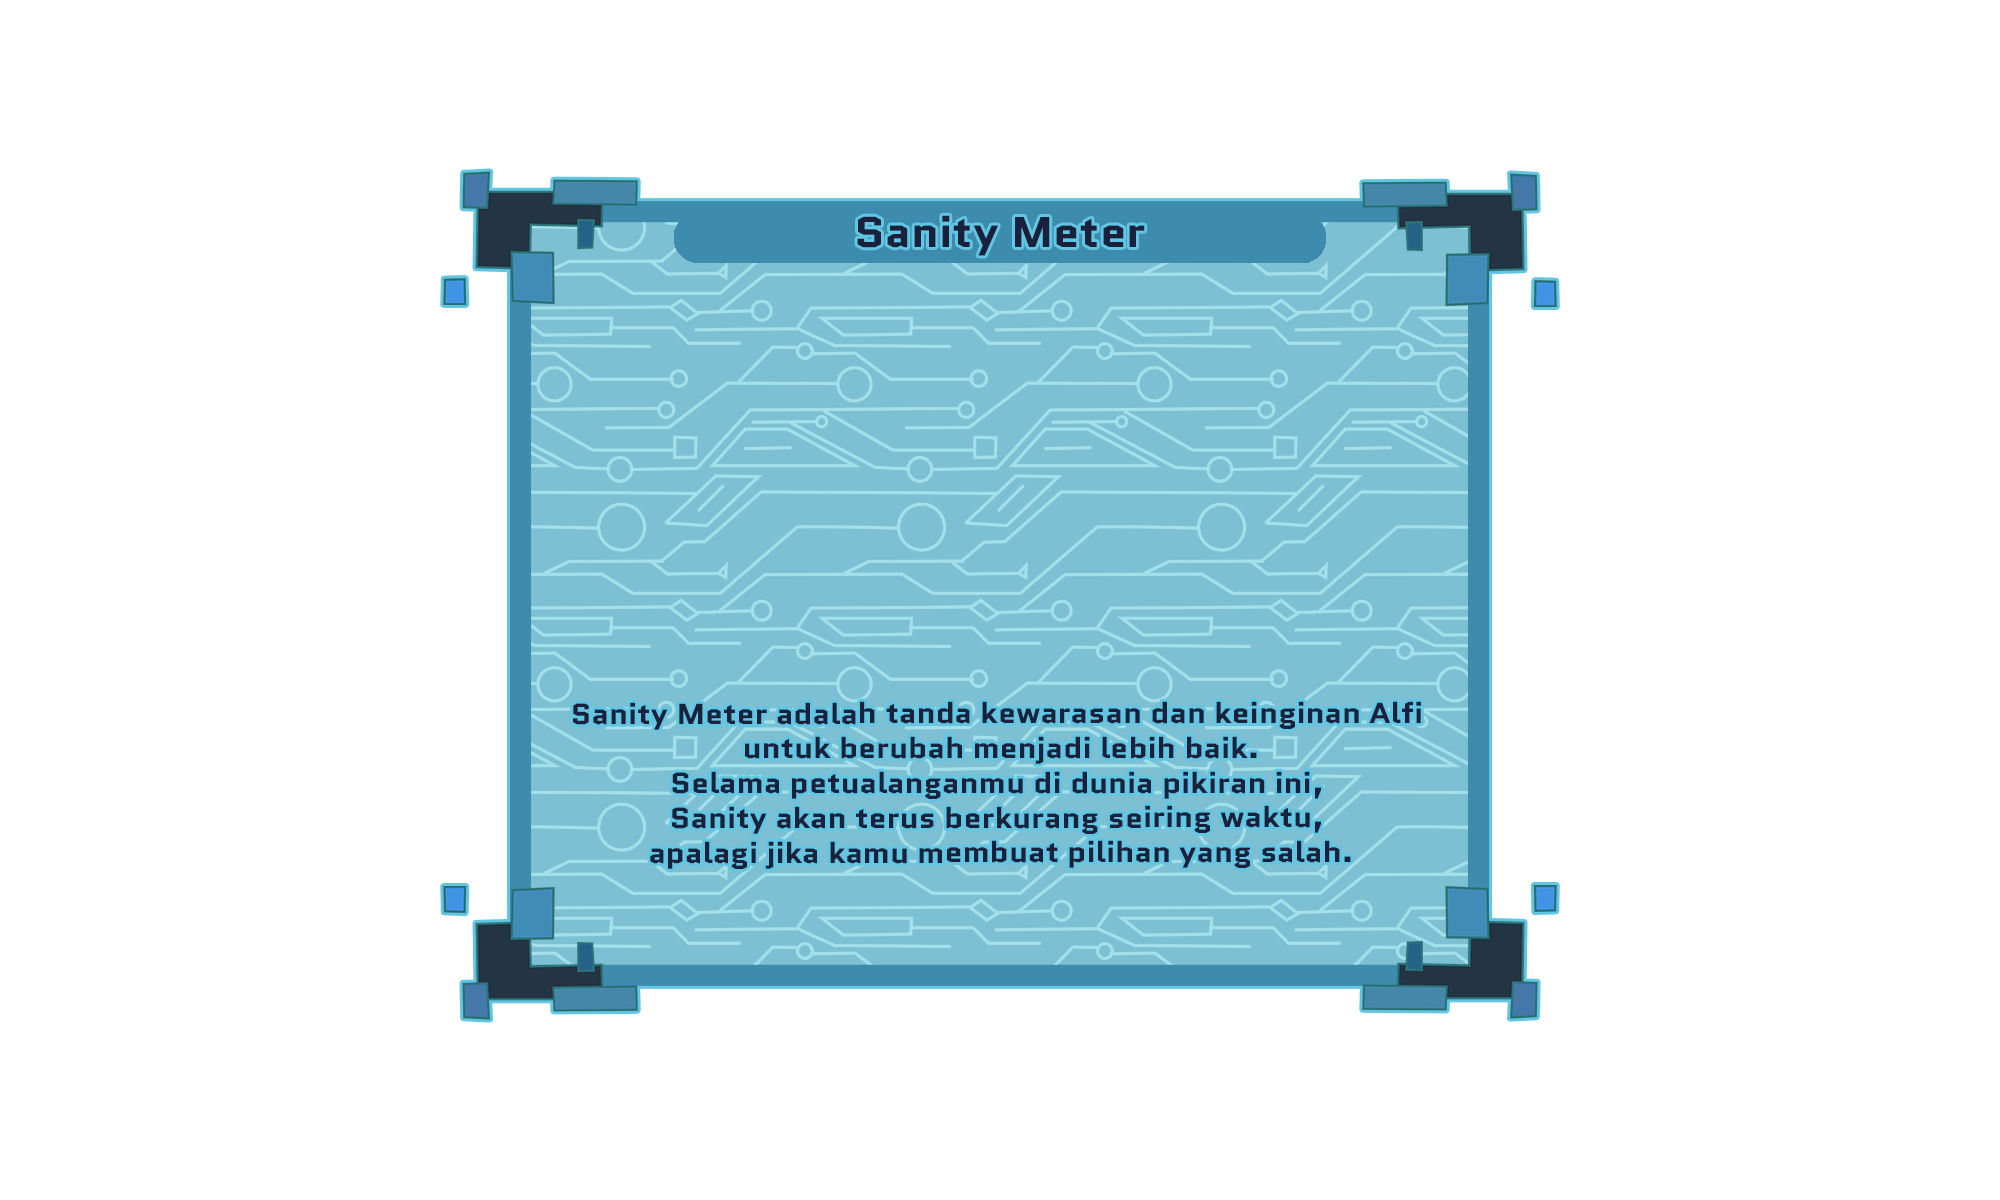 Sanity Meter
Sanity Meter adalah tanda kewarasan dan keinginan Alfi
untuk berubah menjadi lebih baik.
Selama petualanganmu di dunia pikiran ini,
Sanity akan terus berkurang seiring waktu,
apalagi jika kamu membuat pilihan yang salah.